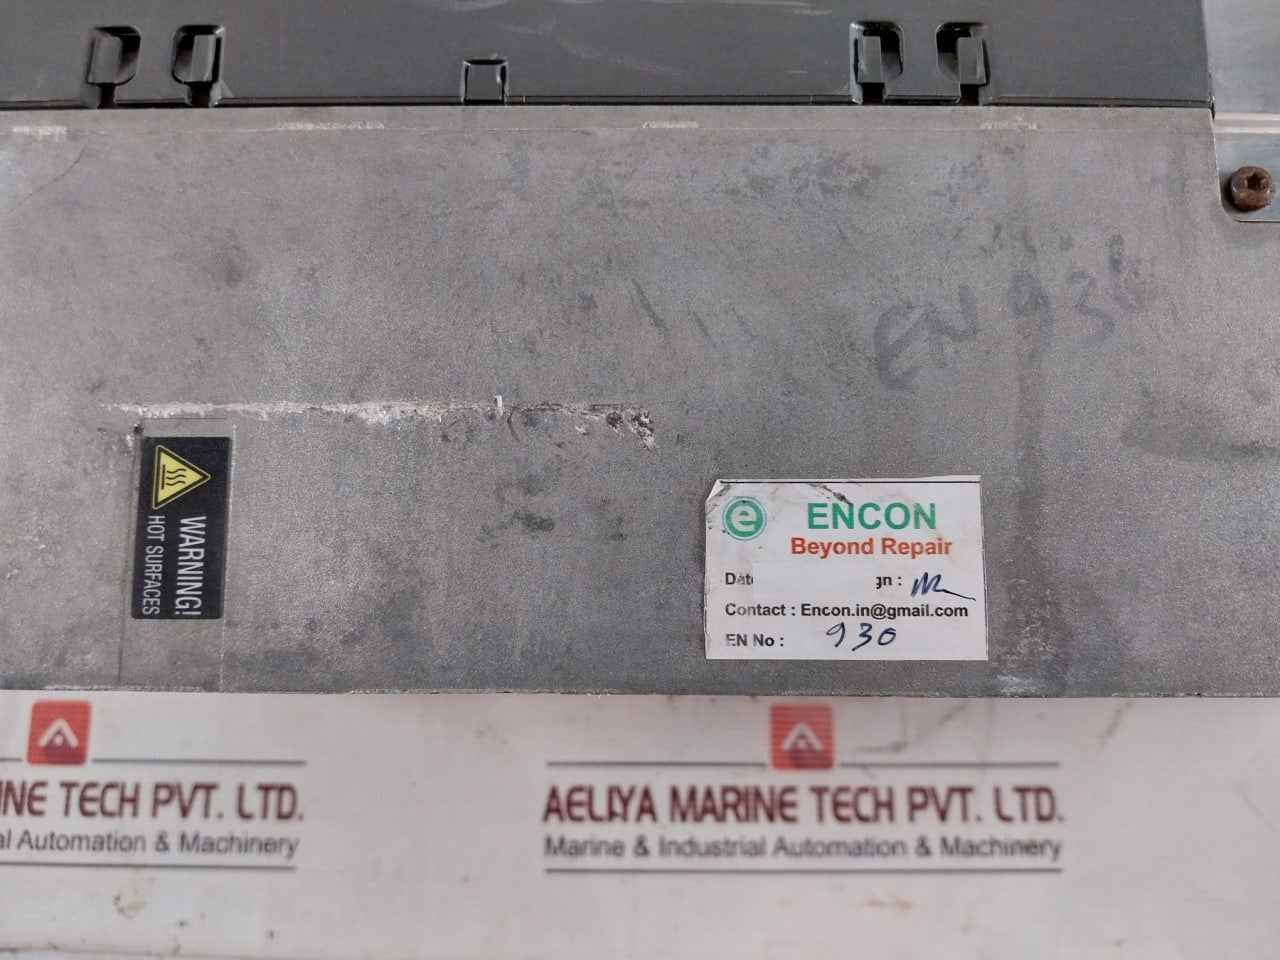 EN 930
WARNING!
HOT SURFACES
e ENCON
Beyond Repair
Date gn :
Contact : Encon.in@gmail.com
EN No : 930
INE TECH PVT. LTD.
al Automation & Machinery
AELIYA MARINE TECH PVT. LTD.
Marine & Industrial Automation & Machinery